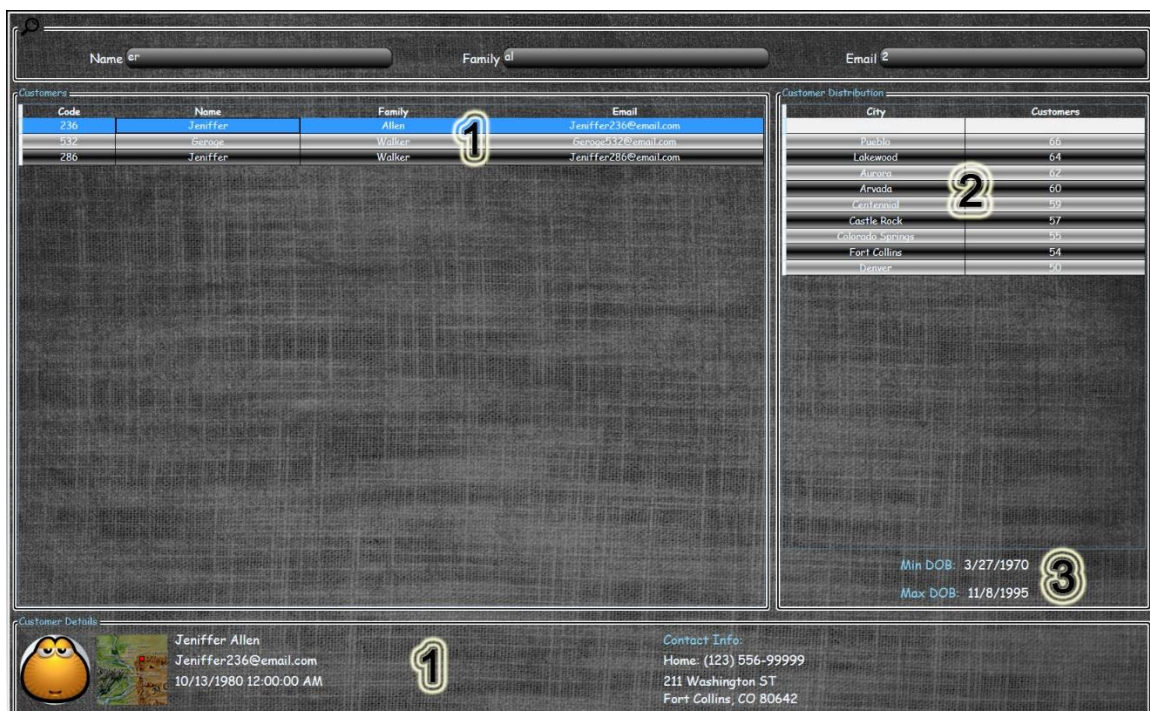 Name er Family al Email 2
Customers
Code Name Family Email
236 Jeniffer Allen Jeniffer236@email.com
532 Geroge Walker Geroge532@email.com
286 Jeniffer Walker Jeniffer286@email.com
1
Customer Distribution
City Customers
Pueblo 66
Lakewood 64
Aurora 62
Arvada 60
Centennial 59
Castle Rock 57
Colorado Springs 55
Fort Collins 54
Denver 50
2
Min DOB: 3/27/1970
Max DOB: 11/8/1995
3
Customer Details
Jeniffer Allen
Jeniffer236@email.com
10/13/1980 12:00:00 AM
1
Contact Info:
Home: (123) 556-99999
211 Washington ST
Fort Collins, CO 80642